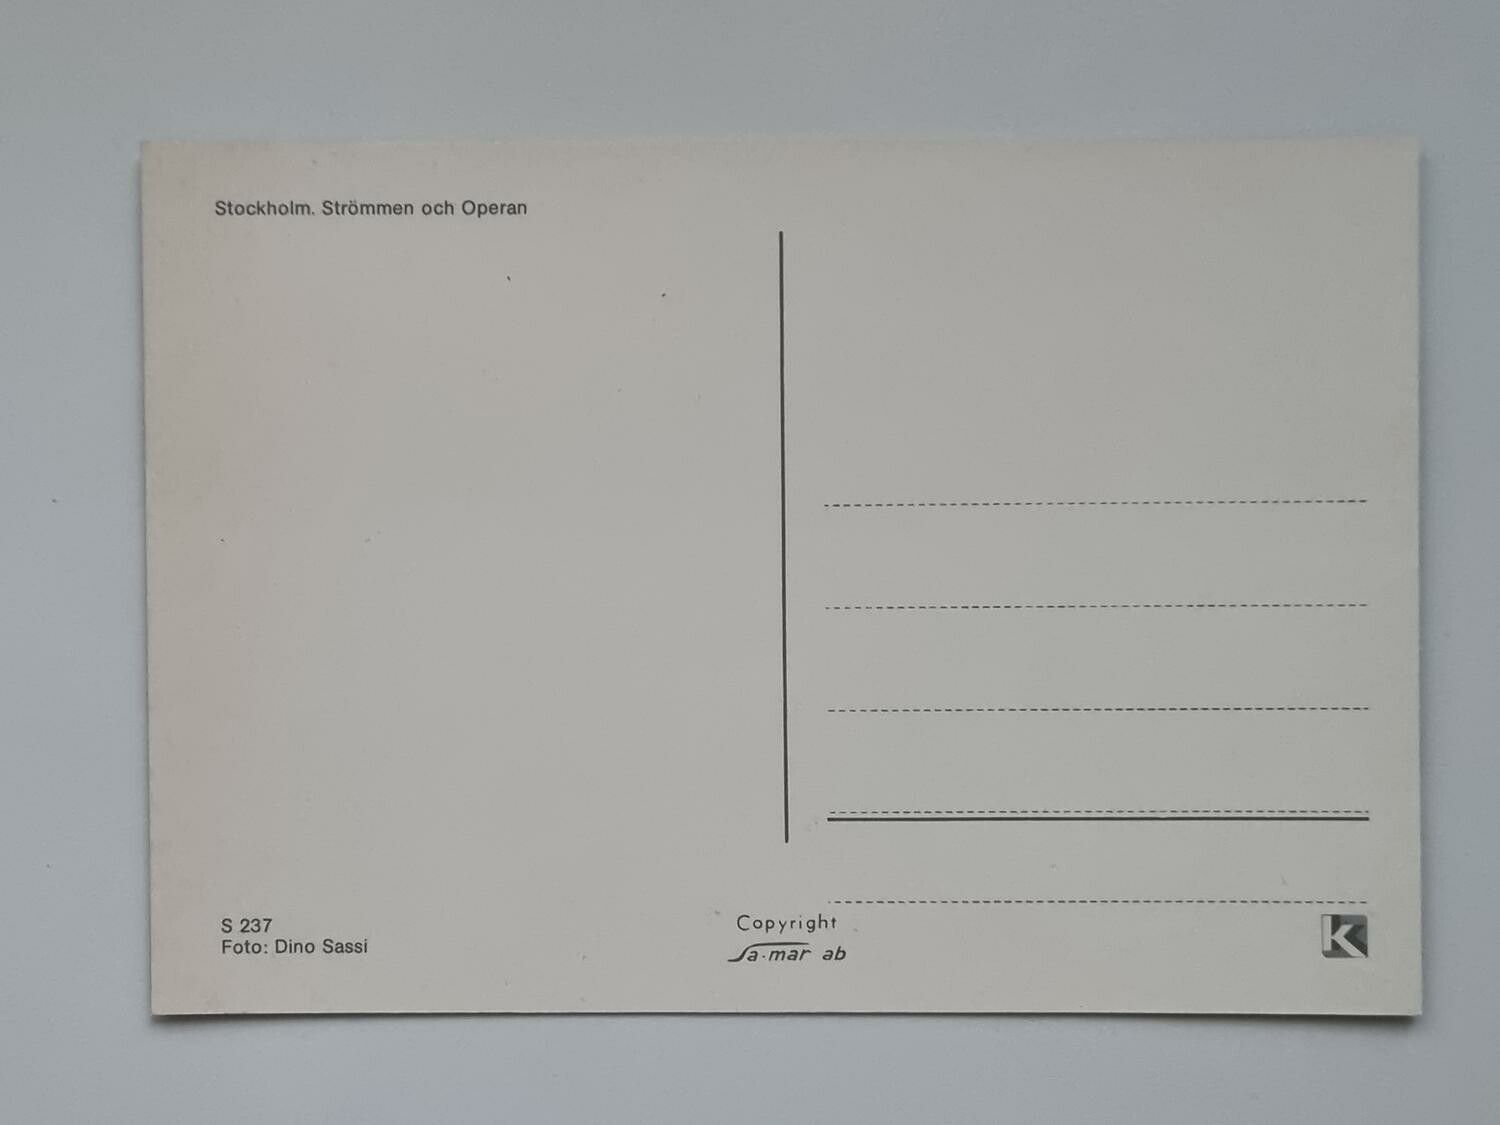 Stockholm. Strömmen och Operan
S 237
Foto: Dino Sassi
Copyright
Sa-mar ab
K